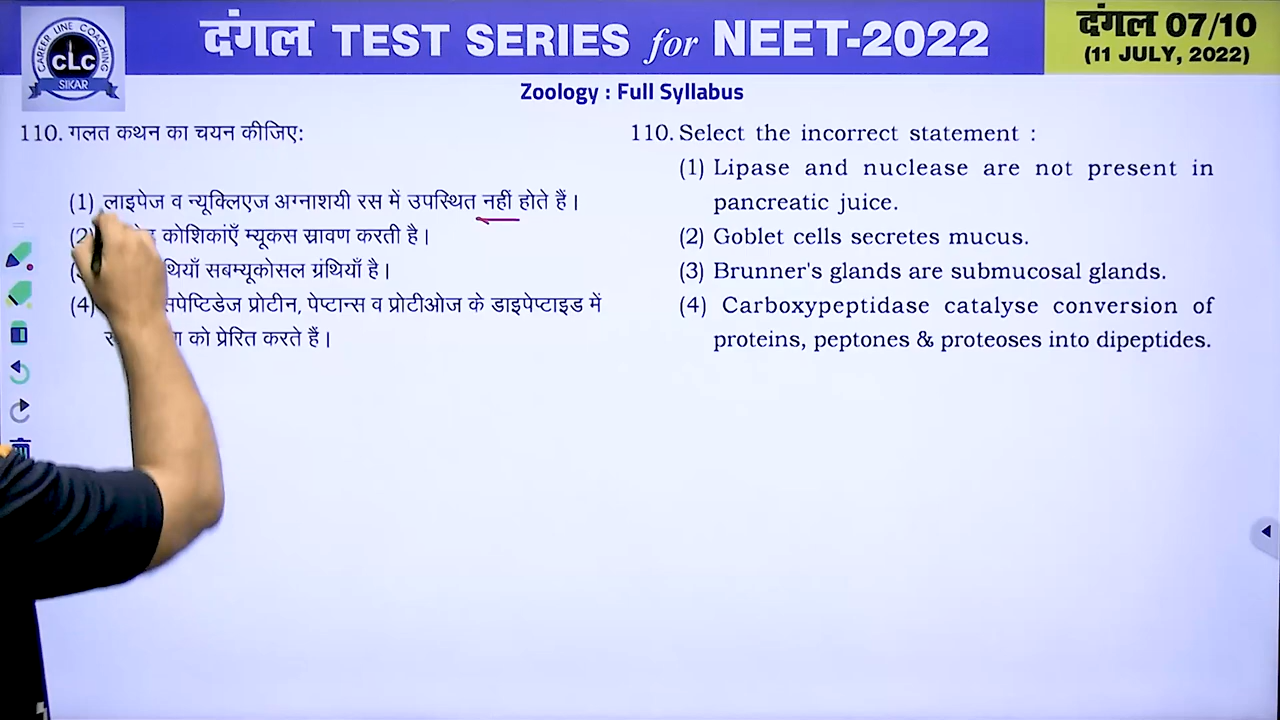 CAREER LINE COACHING
CLC
SIKAR
दंगल TEST SERIES for NEET-2022
दंगल 07/10
(11 JULY, 2022)
Zoology : Full Syllabus
110. गलत कथन का चयन कीजिए:
(1) लाइपेज व न्यूक्लिएज अग्नाशयी रस में उपस्थित नहीं होते हैं।
(2) कोशिकाएँ म्यूकस स्रावण करती है।
सबम्यूकोसल ग्रंथियाँ है।
(4) प्रोटीन, पेप्टान्स व प्रोटीओज के डाइपेप्टाइड में
को प्रेरित करते हैं।
110. Select the incorrect statement :
(1) Lipase and nuclease are not present in
pancreatic juice.
(2) Goblet cells secretes mucus.
(3) Brunner's glands are submucosal glands.
(4) Carboxypeptidase catalyse conversion of
proteins, peptones & proteoses into dipeptides.